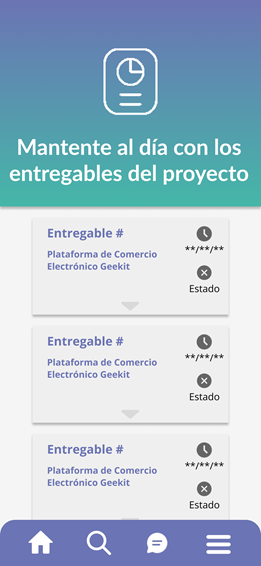 Mantente al día con los
entregables del proyecto
Entregable #
**/**/**
Plataforma de Comercio
Electrónico Geekit
Estado
Entregable #
**/**/**
Plataforma de Comercio
Electrónico Geekit
Estado
Entregable #
**/**/**
Plataforma de Comercio
Electrónico Geekit
Estado